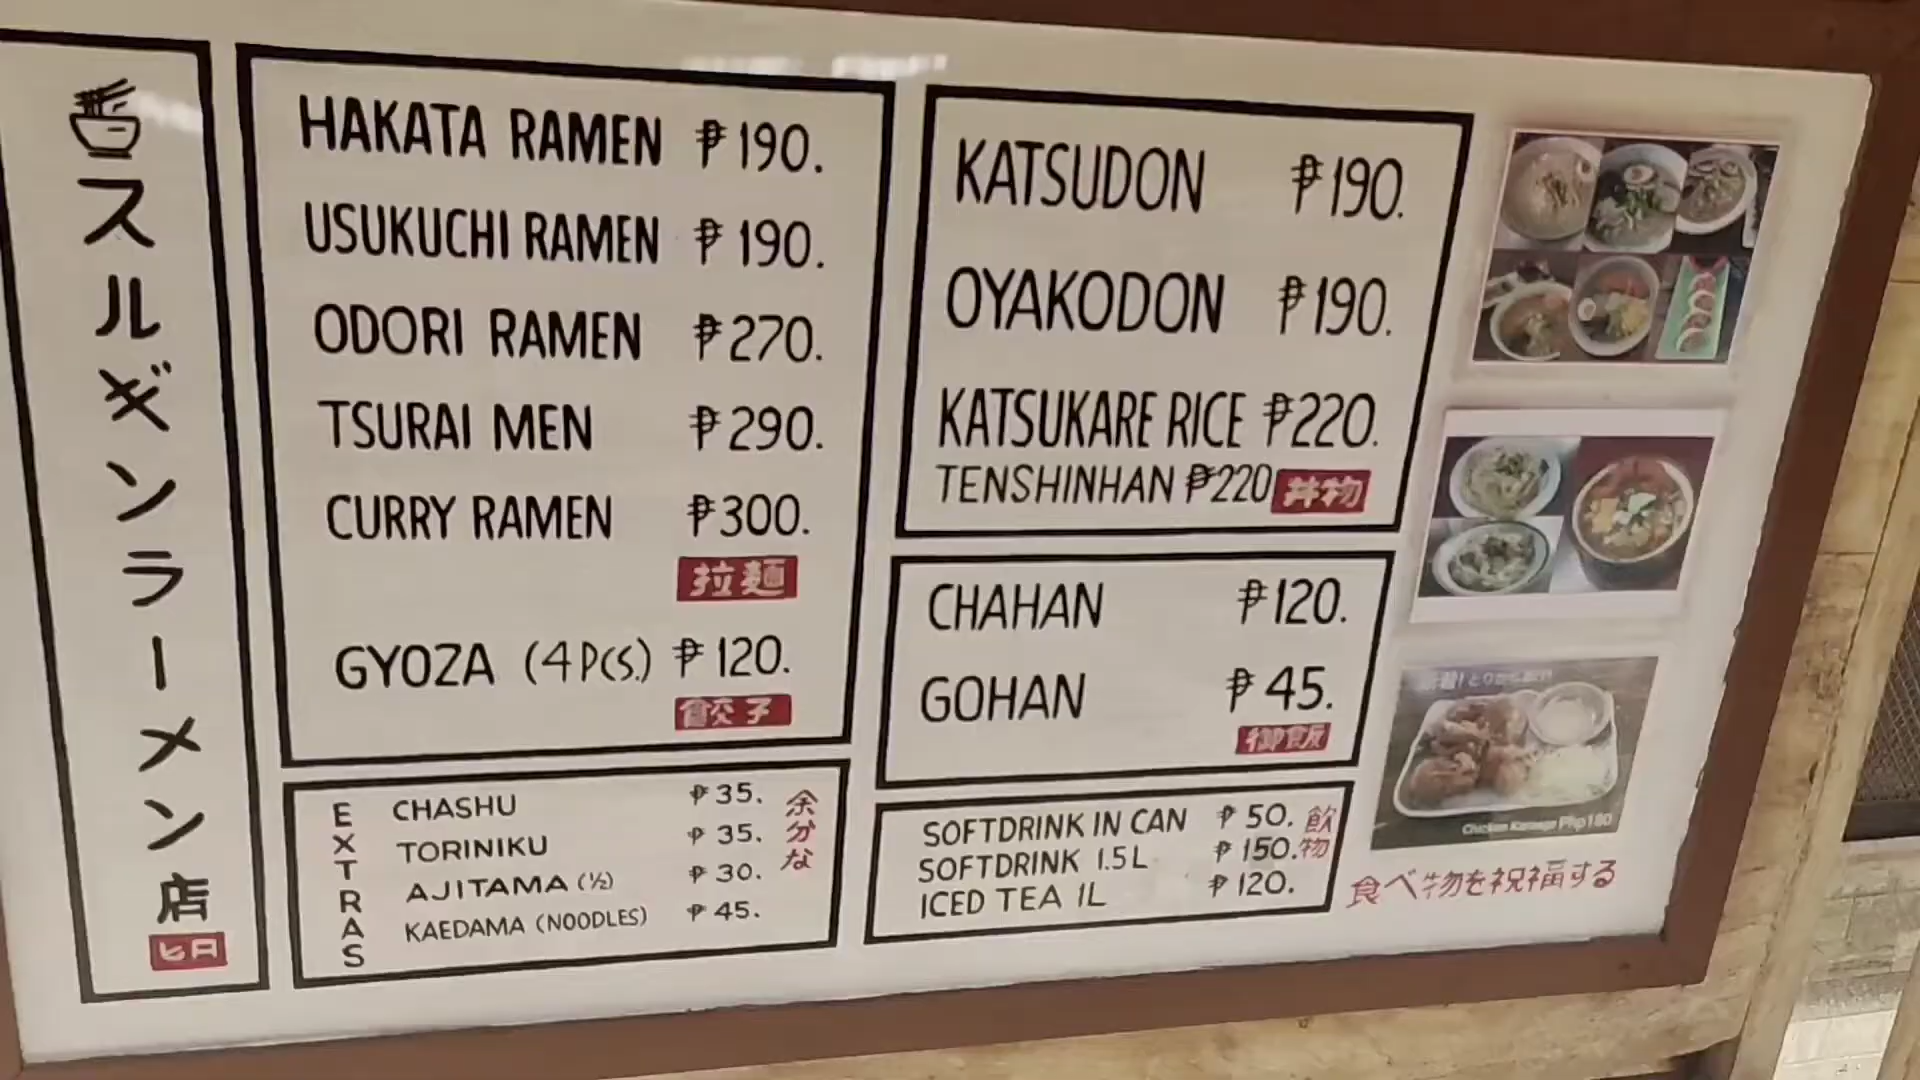 スルギンラーメン店
HAKATA RAMEN ₱190.
USUKUCHI RAMEN ₱190.
ODORI RAMEN ₱270.
TSURAI MEN ₱290.
CURRY RAMEN ₱300.
拉麺
GYOZA (4PCS.) ₱120.
餃子
EXTRAS
CHASHU ₱35.
TORINIKU ₱35.
AJITAMA (½) ₱30.
KAEDAMA (NOODLES) ₱45.
余分な
KATSUDON ₱190.
OYAKODON ₱190.
KATSUKARE RICE ₱220.
TENSHINHAN ₱220
丼物
CHAHAN ₱120.
GOHAN ₱45.
御飯
SOFTDRINK IN CAN ₱50.
SOFTDRINK 1.5L ₱150.
ICED TEA 1L ₱120.
飲物
Chicken Karaage Php180
食べ物を祝福する